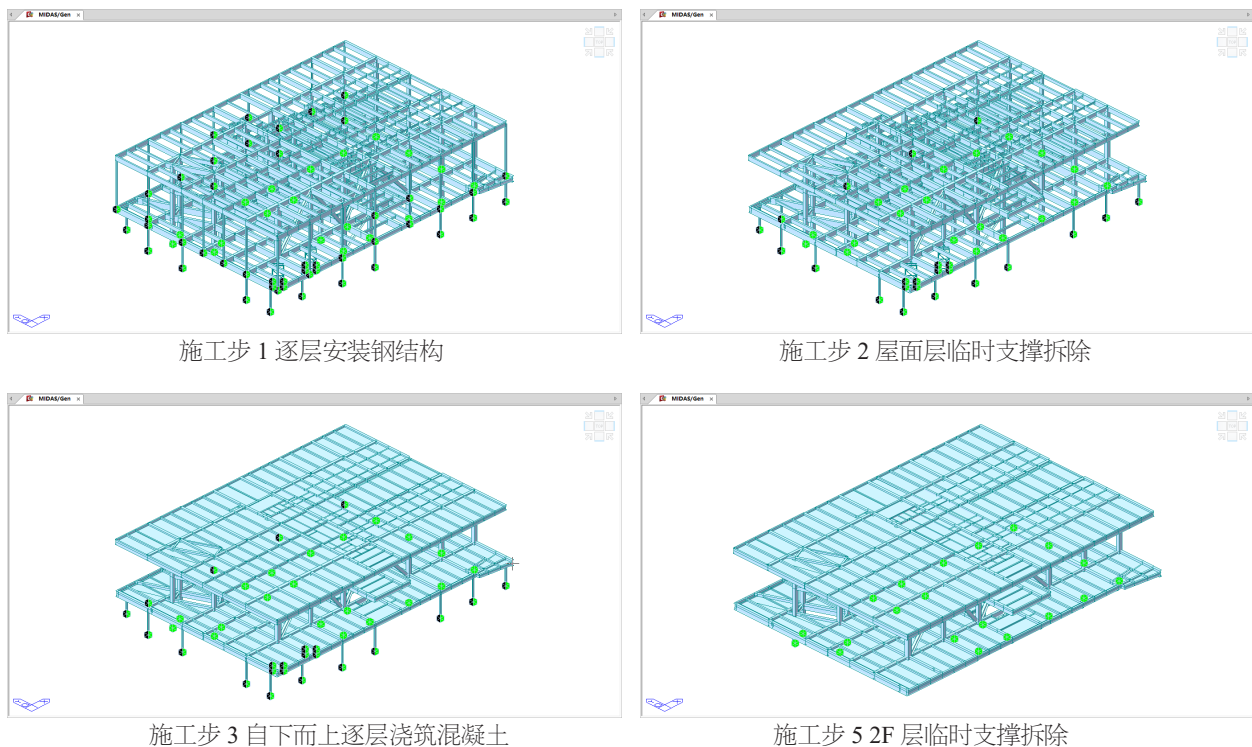 MIDAS/Gen
MIDAS/Gen
施工步 1 逐层安装钢结构
施工步 2 屋面层临时支撑拆除
MIDAS/Gen
MIDAS/Gen
施工步 3 自下而上逐层浇筑混凝土
施工步 5 2F 层临时支撑拆除